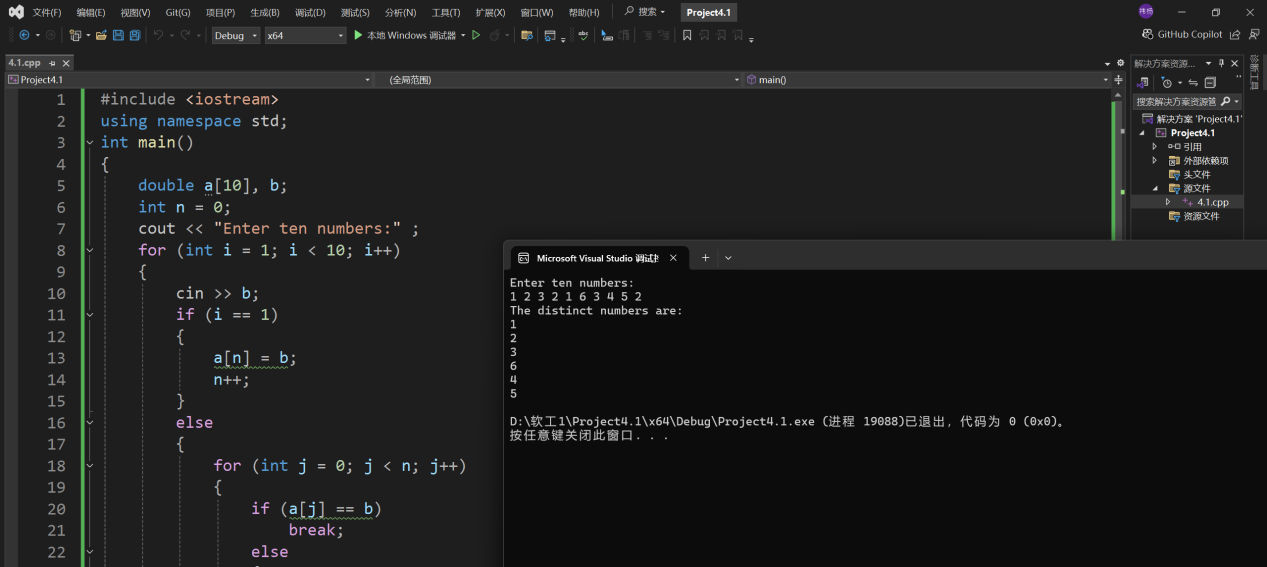 文件(F) 编辑(E) 视图(V) Git(G) 项目(P) 生成(B) 调试(D) 测试(S) 分析(N) 工具(T) 扩展(X) 窗口(W) 帮助(H) 搜索 Project4.1
Debug x64 本地 Windows 调试器 GitHub Copilot
4.1.cpp
Project4.1 (全局范围) main()
1 #include <iostream>
2 using namespace std;
3 int main()
4 {
5 double a[10], b;
6 int n = 0;
7 cout << "Enter ten numbers:" ;
8 for (int i = 1; i < 10; i++)
9 {
10 cin >> b;
11 if (i == 1)
12 {
13 a[n] = b;
14 n++;
15 }
16 else
17 {
18 for (int j = 0; j < n; j++)
19 {
20 if (a[j] == b)
21 break;
22 else
Microsoft Visual Studio 调试
Enter ten numbers:
1 2 3 2 1 6 3 4 5 2
The distinct numbers are:
1
2
3
6
4
5
D:\软工1\Project4.1\x64\Debug\Project4.1.exe (进程 19088)已退出，代码为 0 (0x0)。
按任意键关闭此窗口. . .
解决方案资源...
搜索解决方案资源管
解决方案 'Project4.1'
Project4.1
引用
外部依赖项
头文件
源文件
4.1.cpp
资源文件
诊断工具